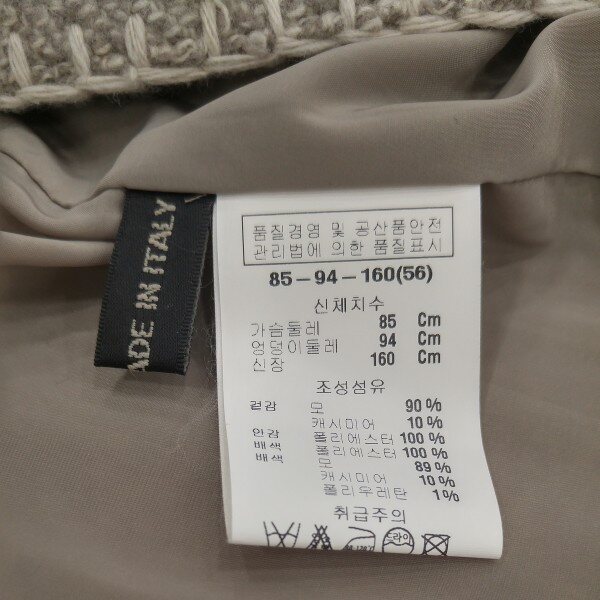 MADE IN ITALY
품질경영 및 공산품안전
관리법에 의한 품질표시
85-94-160(56)
신체치수
가슴둘레 85 Cm
엉덩이둘레 94 Cm
신장 160 Cm
조성섬유
겉감 모 90%
캐시미어 10%
안감 폴리에스터 100%
배색 폴리에스터 100%
배색 모 89%
캐시미어 10%
폴리우레탄 1%
취급주의
드라이